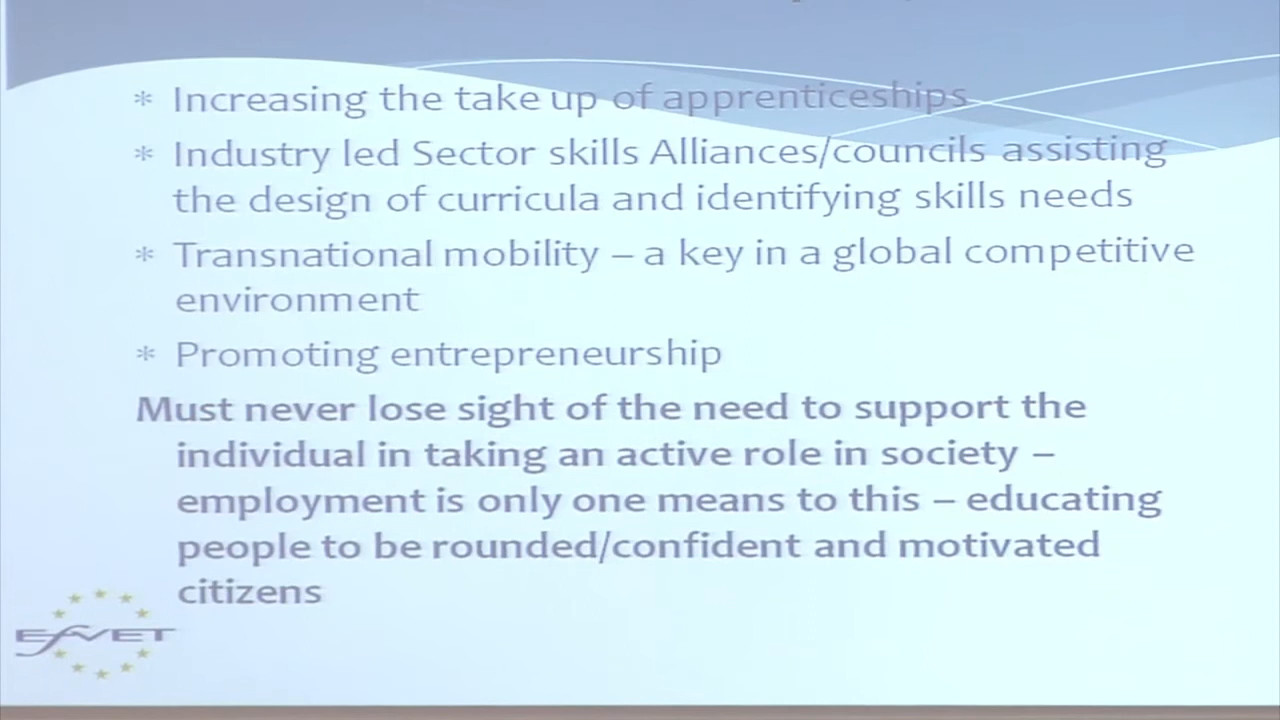 * Increasing the take up of apprenticeships
* Industry led Sector skills Alliances/councils assisting
the design of curricula and identifying skills needs
* Transnational mobility – a key in a global competitive
environment
* Promoting entrepreneurship
Must never lose sight of the need to support the
individual in taking an active role in society –
employment is only one means to this – educating
people to be rounded/confident and motivated
citizens
EfVET